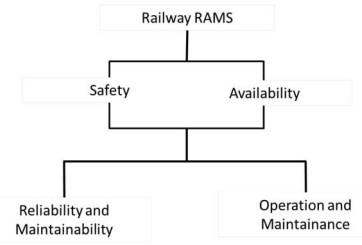 Railway RAMS
Safety
Availability
Reliability and
Maintainability
Operation and
Maintainance